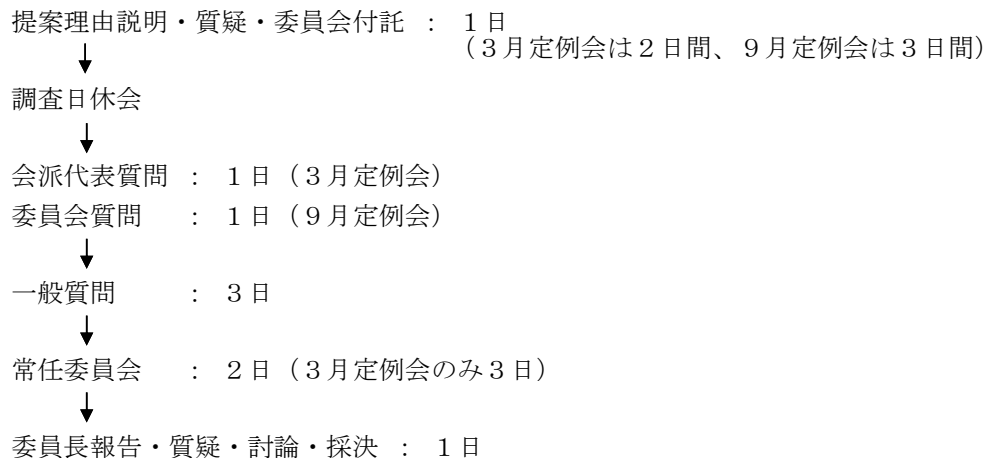 提案理由説明・質疑・委員会付託 ： １日
（３月定例会は２日間、９月定例会は３日間）
調査日休会
会派代表質問 ： １日（３月定例会）
委員会質問 ： １日（９月定例会）
一般質問 ： ３日
常任委員会 ： ２日（３月定例会のみ３日）
委員長報告・質疑・討論・採決 ： １日